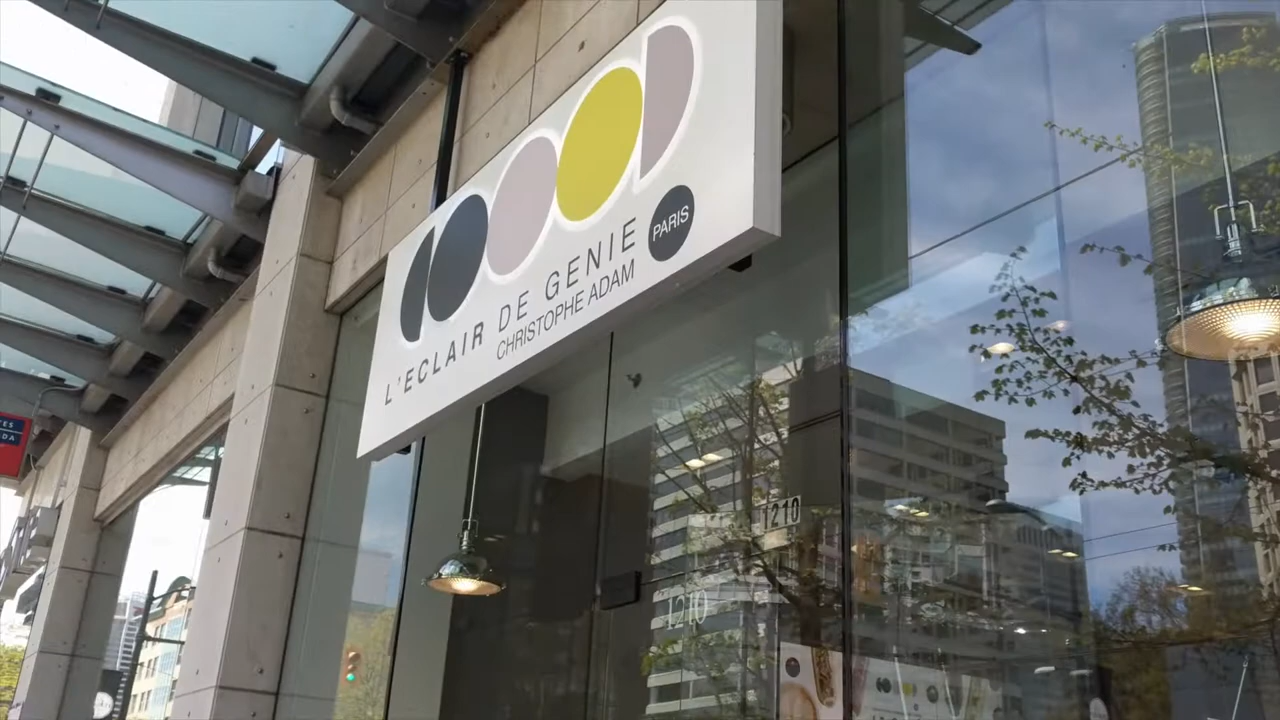 L'ECLAIR DE GENIE
CHRISTOPHE ADAM
PARIS
1210
1210